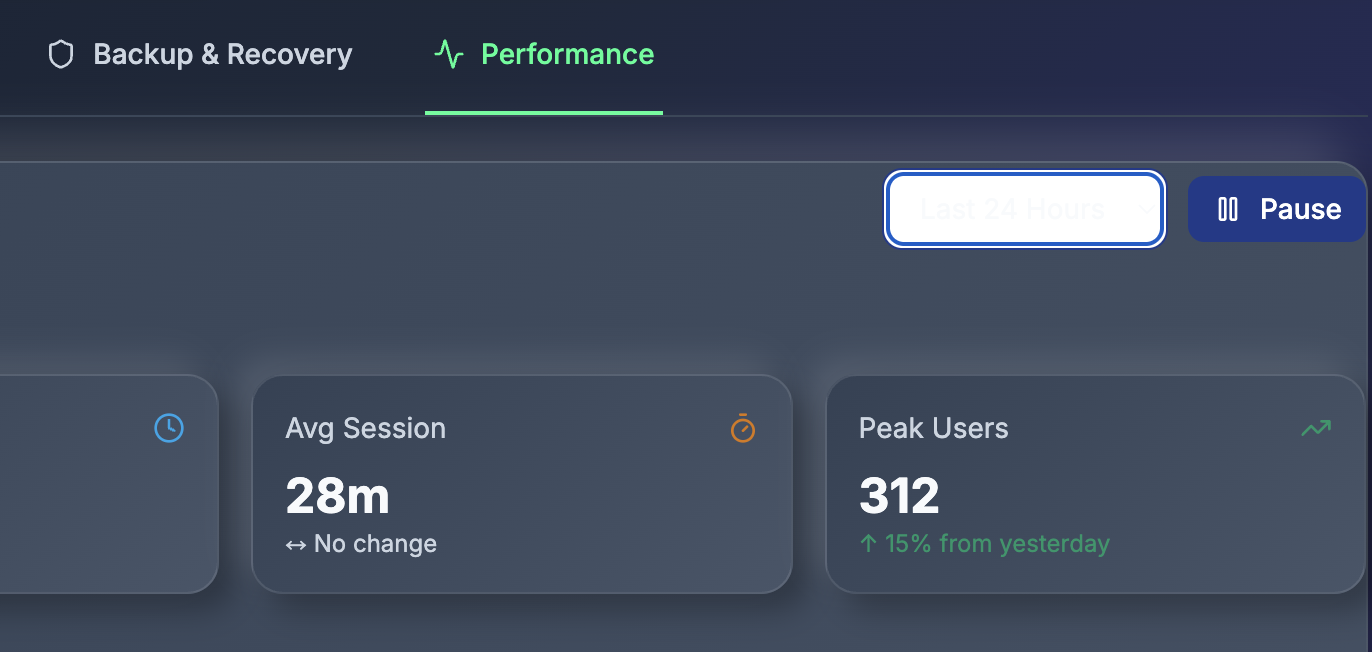 Backup & Recovery
Performance
Last 24 Hours
Pause
Avg Session
Peak Users
28m
312
↔ No change
↑ 15% from yesterday